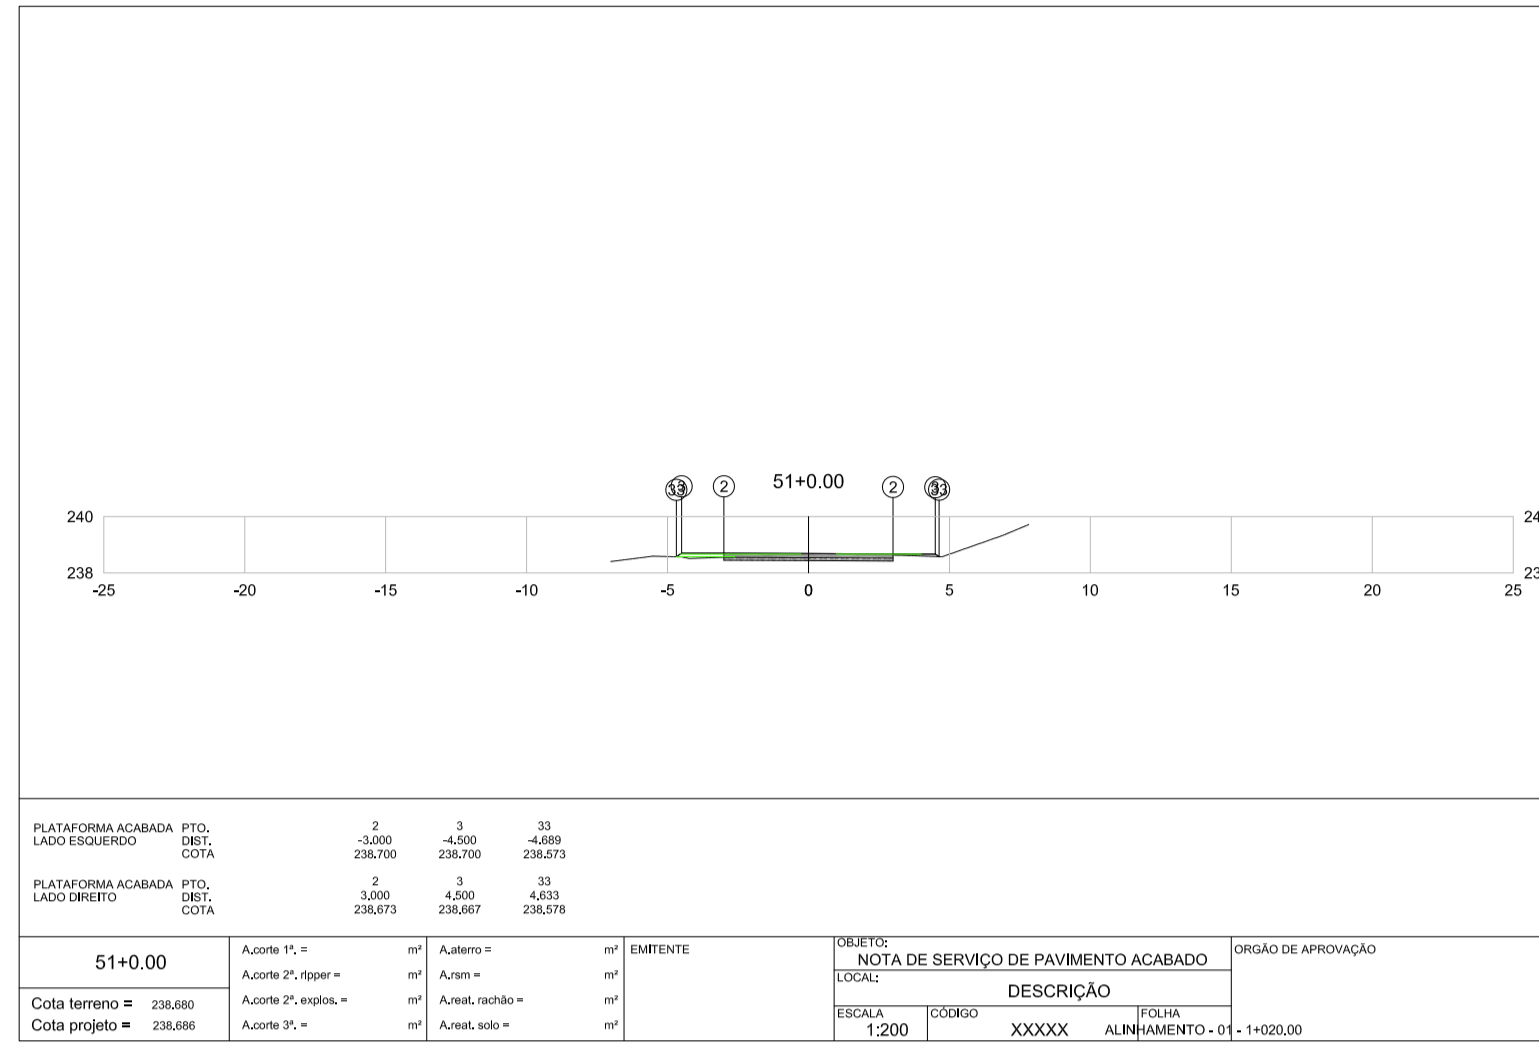 33 3 2 51+0.00 2 3 33
240
238
-25 -20 -15 -10 -5 0 5 10 15 20 25
PLATAFORMA ACABADA PTO. 2 3 33
LADO ESQUERDO DIST. -3.000 -4.500 -4.689
COTA 238.700 238.700 238.573
PLATAFORMA ACABADA PTO. 2 3 33
LADO DIREITO DIST. 3.000 4.500 4.633
COTA 238.673 238.667 238.578
51+0.00
Cota terreno = 238.680
Cota projeto = 238.686
A.corte 1ª. = m²
A.corte 2ª. ripper = m²
A.corte 2ª. explos. = m²
A.corte 3ª. = m²
A.aterro = m²
A.rsm = m²
A.reat. rachão = m²
A.reat. solo = m²
EMITENTE
OBJETO:
NOTA DE SERVIÇO DE PAVIMENTO ACABADO
LOCAL:
DESCRIÇÃO
ESCALA
1:200
CÓDIGO
XXXXX
FOLHA
ALINHAMENTO - 01 - 1+020.00
ORGÃO DE APROVAÇÃO